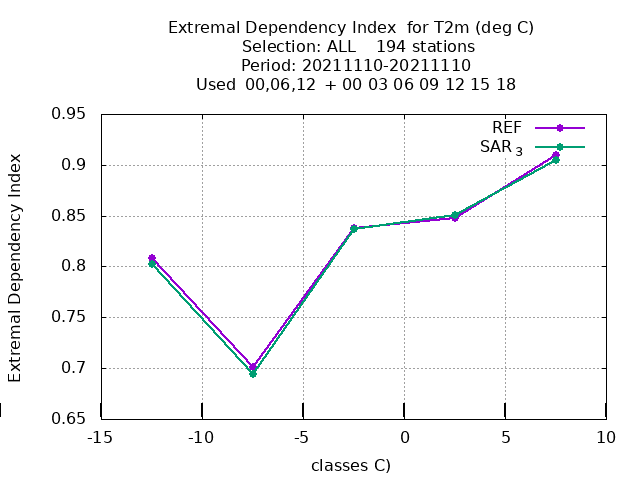 Extremal Dependency Index  for T2m (deg C)
Selection: ALL    194 stations
Period: 20211110-20211110
Used  00,06,12  + 00 03 06 09 12 15 18
REF
SAR 3
0.95
0.9
0.85
0.8
0.75
0.7
0.65
Extremal Dependency Index
-15 -10 -5 0 5 10
classes C)